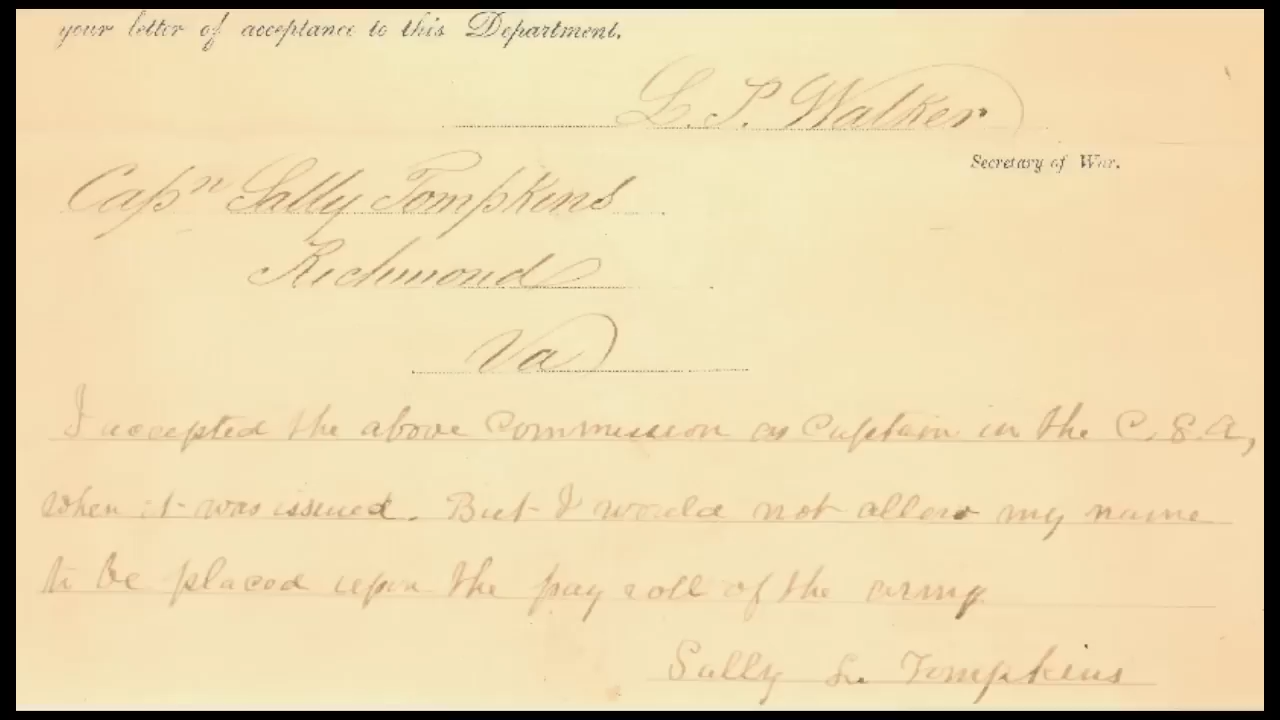 your letter of acceptance to this Department.
L. P. Walker
Secretary of War.
Capⁿ Sally Tompkins
Richmond
Va
I accepted the above commission as Captain in the C. S. A,
when it was issued. But I would not allow my name
to be placed upon the pay roll of the army.
Sally L. Tompkins